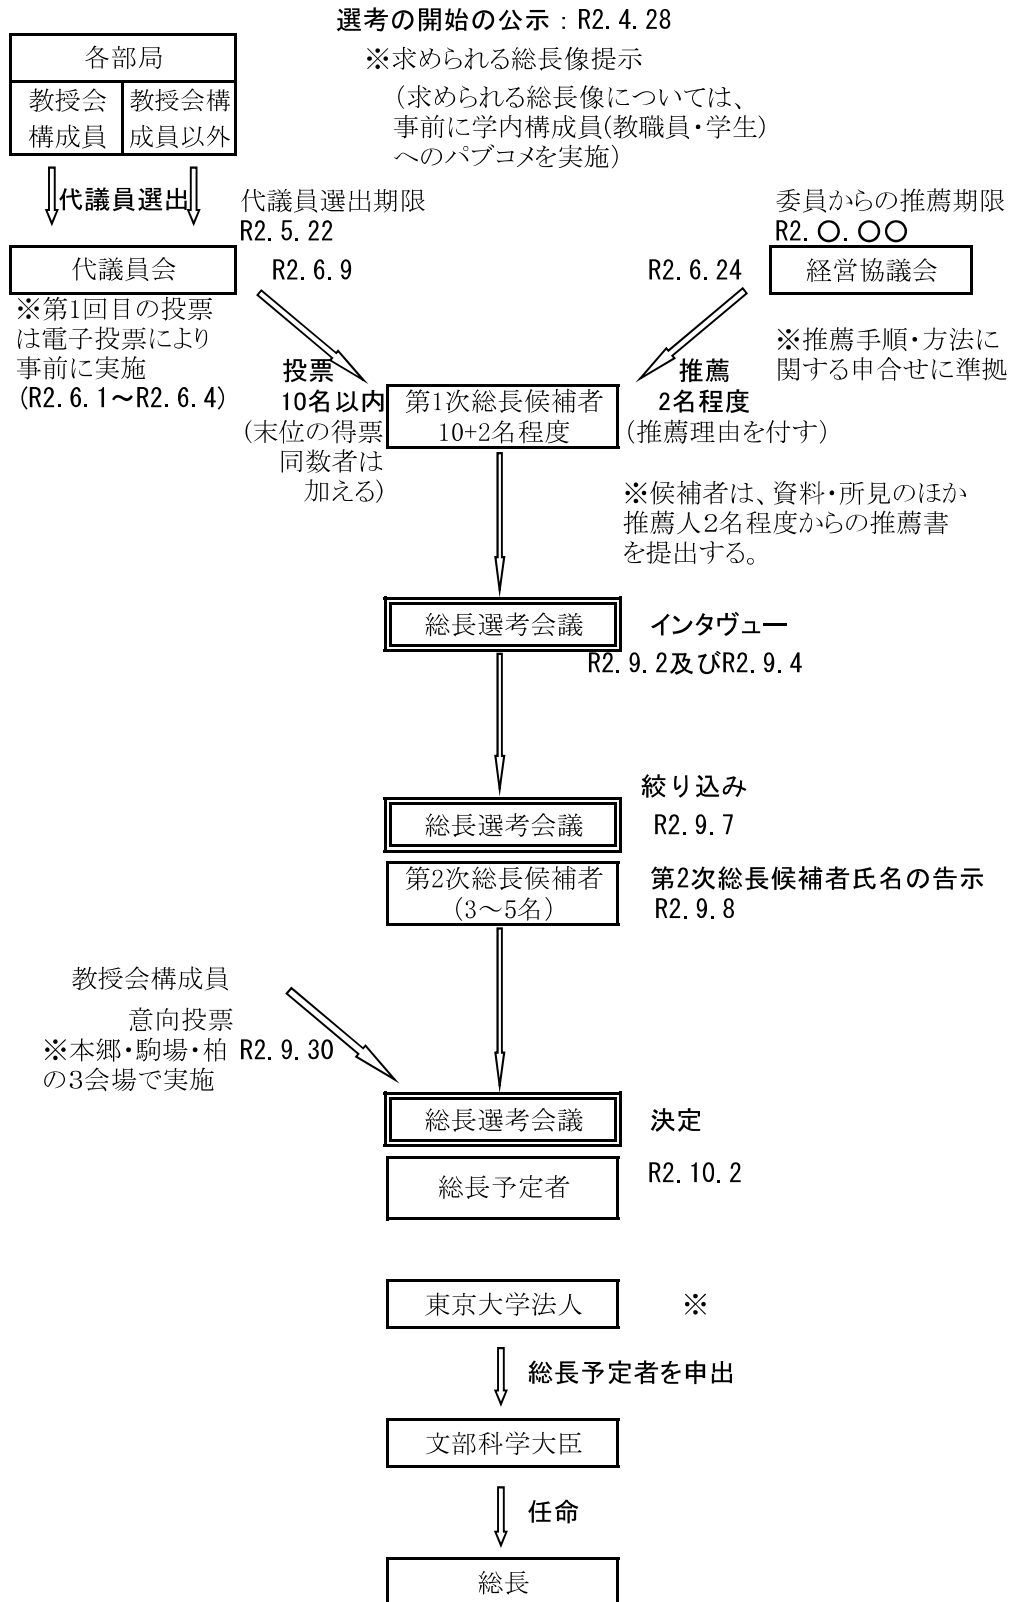 選考の開始の公示：R2.4.28
※求められる総長像提示
（求められる総長像については、
事前に学内構成員(教職員・学生)
へのパブコメを実施）
各部局
教授会
構成員
教授会構
成員以外
代議員選出
代議員選出期限
R2.5.22
委員からの推薦期限
R2.〇.〇〇
代議員会
R2.6.9
R2.6.24
経営協議会
※第1回目の投票
は電子投票により
事前に実施
(R2.6.1～R2.6.4)
※推薦手順・方法に
関する申合せに準拠
投票
10名以内
（末位の得票
同数者は
加える）
第1次総長候補者
10+2名程度
推薦
2名程度
（推薦理由を付す）
※候補者は、資料・所見のほか
推薦人２名程度からの推薦書
を提出する。
総長選考会議
インタヴュー
R2.9.2及びR2.9.4
絞り込み
総長選考会議
R2.9.7
第2次総長候補者
（3～5名）
第2次総長候補者氏名の告示
R2.9.8
教授会構成員
意向投票
※本郷・駒場・柏
の３会場で実施
R2.9.30
総長選考会議
決定
総長予定者
R2.10.2
東京大学法人
※
総長予定者を申出
文部科学大臣
任命
総長